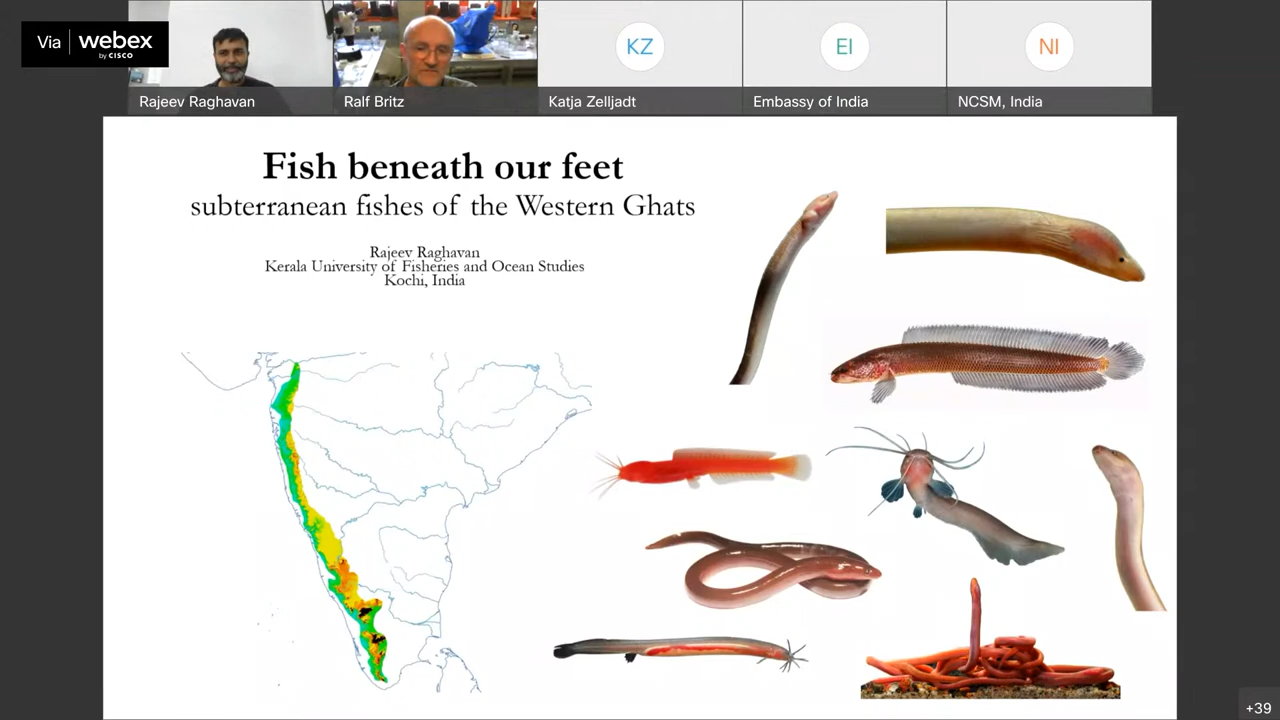 Via webex
by CISCO
KZ
EI
NI
Rajeev Raghavan
Ralf Britz
Katja Zelljadt
Embassy of India
NCSM, India
Fish beneath our feet
subterranean fishes of the Western Ghats
Rajeev Raghavan
Kerala University of Fisheries and Ocean Studies
Kochi, India
+39